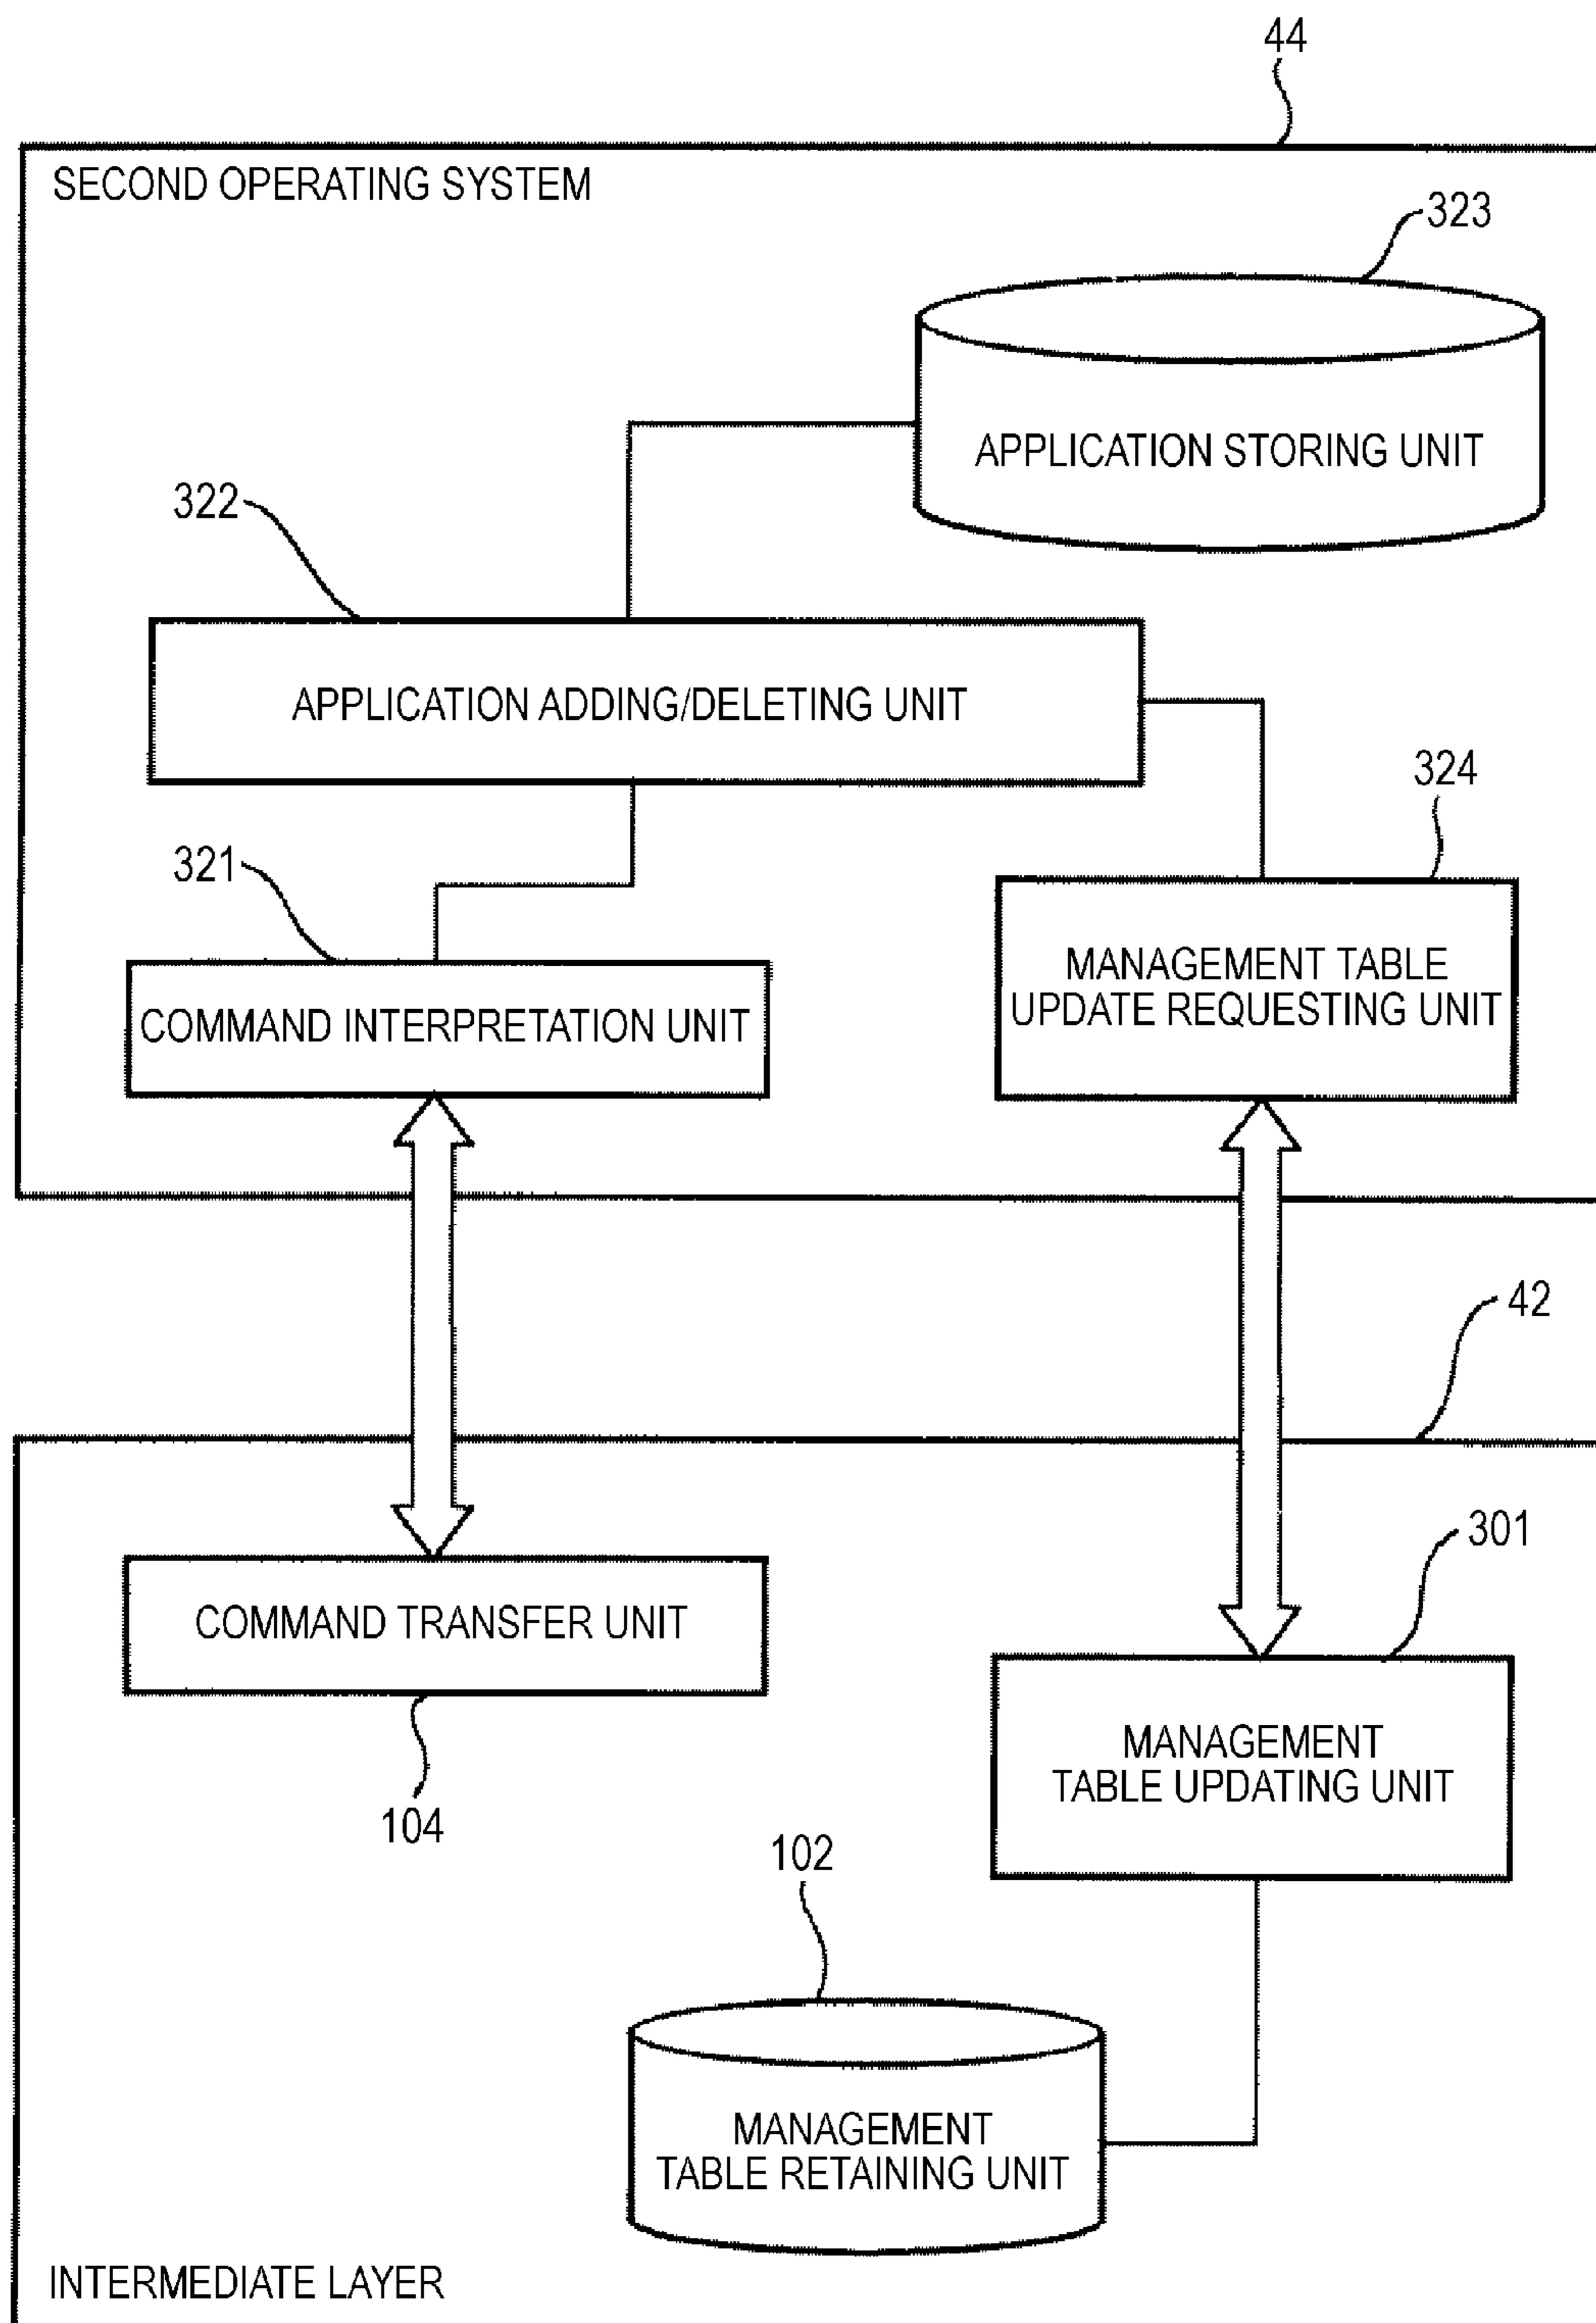 44
SECOND OPERATING SYSTEM
323
APPLICATION STORING UNIT
322
APPLICATION ADDING/DELETING UNIT
324
321
MANAGEMENT TABLE
UPDATE REQUESTING UNIT
COMMAND INTERPRETATION UNIT
42
301
COMMAND TRANSFER UNIT
MANAGEMENT
TABLE UPDATING UNIT
104
102
MANAGEMENT
TABLE RETAINING UNIT
INTERMEDIATE LAYER